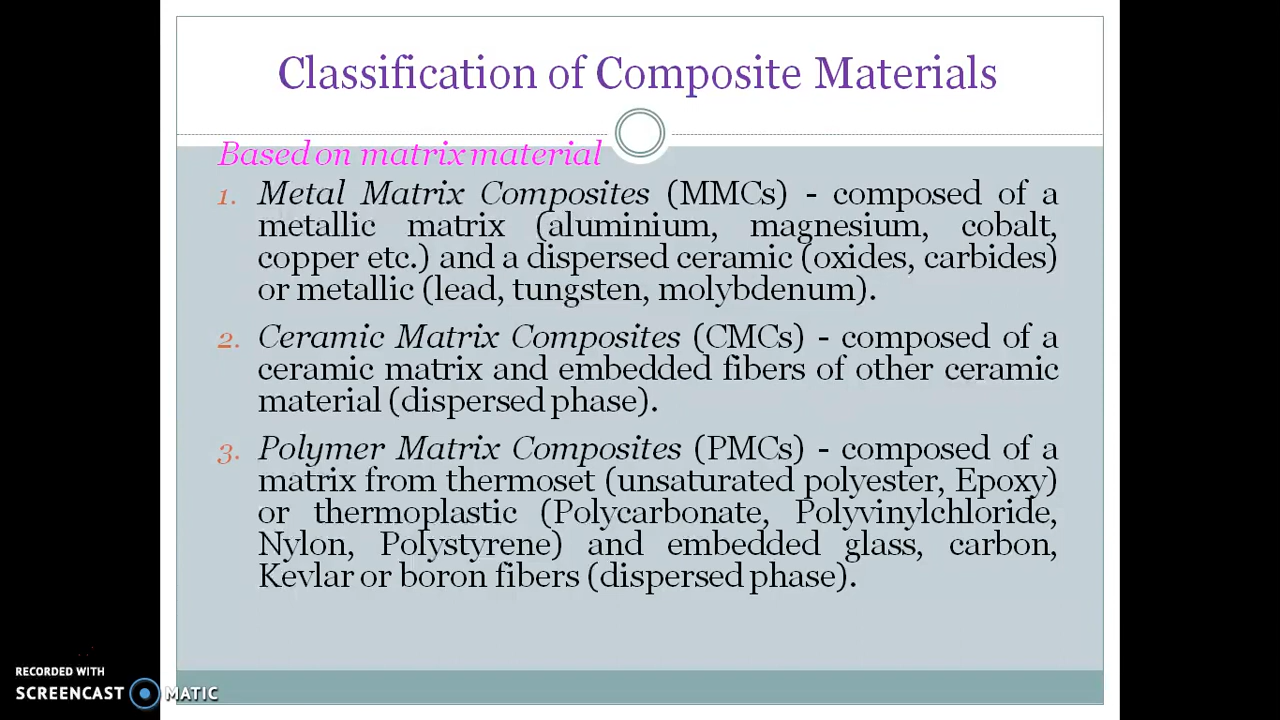 Classification of Composite Materials
Based on matrix material
1. Metal Matrix Composites (MMCs) - composed of a
metallic matrix (aluminium, magnesium, cobalt,
copper etc.) and a dispersed ceramic (oxides, carbides)
or metallic (lead, tungsten, molybdenum).
2. Ceramic Matrix Composites (CMCs) - composed of a
ceramic matrix and embedded fibers of other ceramic
material (dispersed phase).
3. Polymer Matrix Composites (PMCs) - composed of a
matrix from thermoset (unsaturated polyester, Epoxy)
or thermoplastic (Polycarbonate, Polyvinylchloride,
Nylon, Polystyrene) and embedded glass, carbon,
Kevlar or boron fibers (dispersed phase).
RECORDED WITH
SCREENCAST MATIC